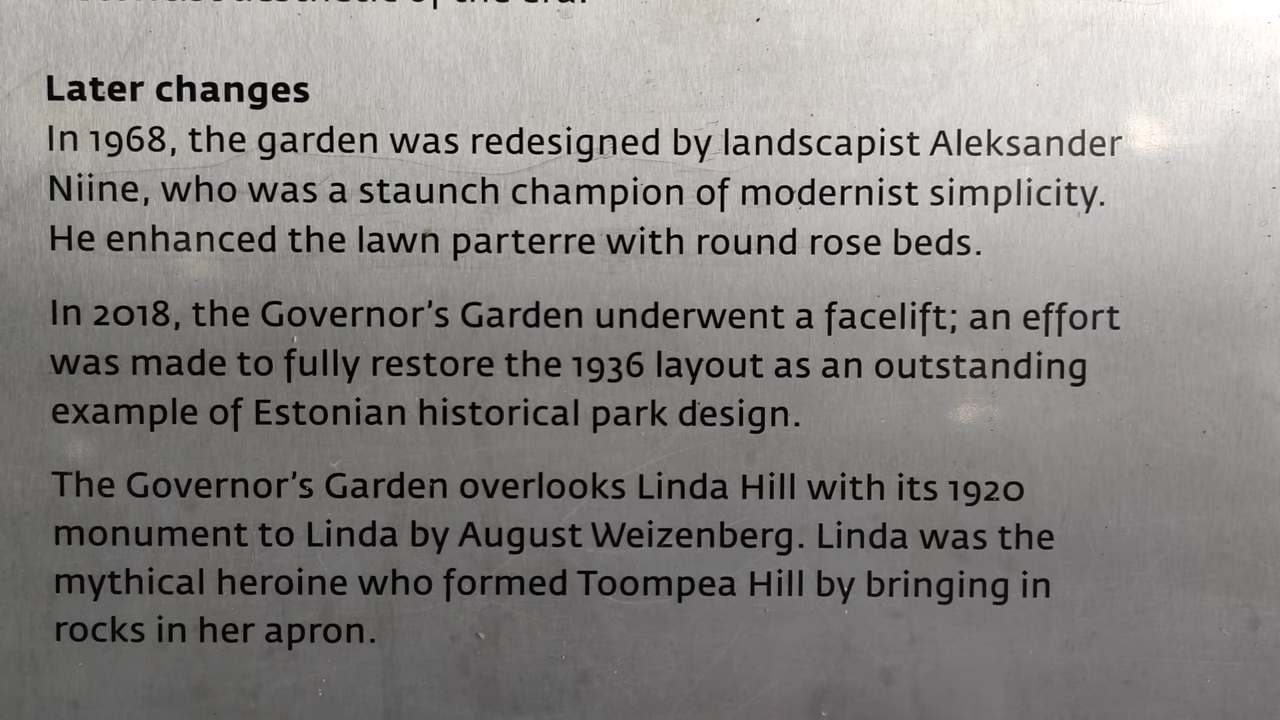 aesthetic of the era.
Later changes
In 1968, the garden was redesigned by landscapist Aleksander
Niine, who was a staunch champion of modernist simplicity.
He enhanced the lawn parterre with round rose beds.
In 2018, the Governor's Garden underwent a facelift; an effort
was made to fully restore the 1936 layout as an outstanding
example of Estonian historical park design.
The Governor's Garden overlooks Linda Hill with its 1920
monument to Linda by August Weizenberg. Linda was the
mythical heroine who formed Toompea Hill by bringing in
rocks in her apron.